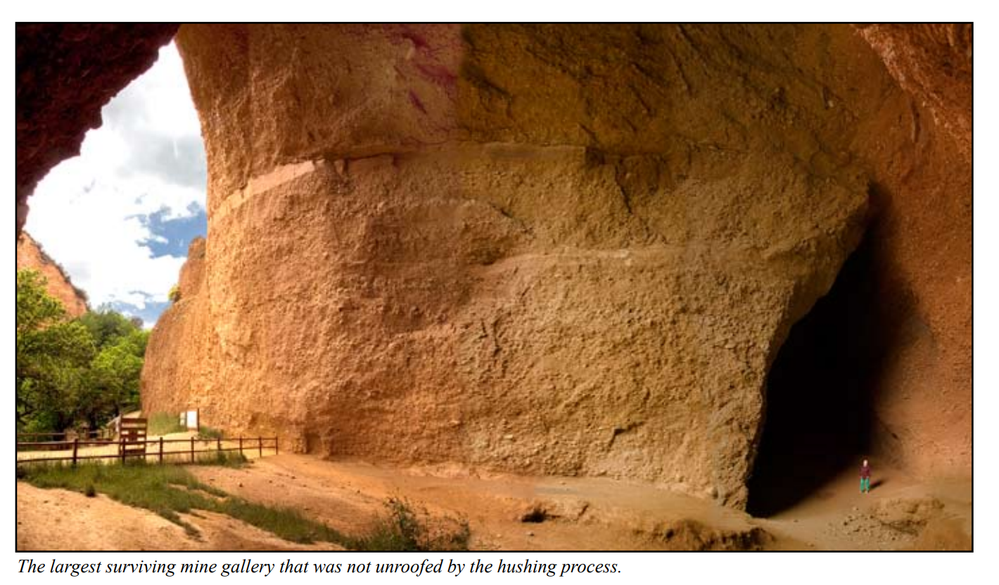 The largest surviving mine gallery that was not unroofed by the hushing process.